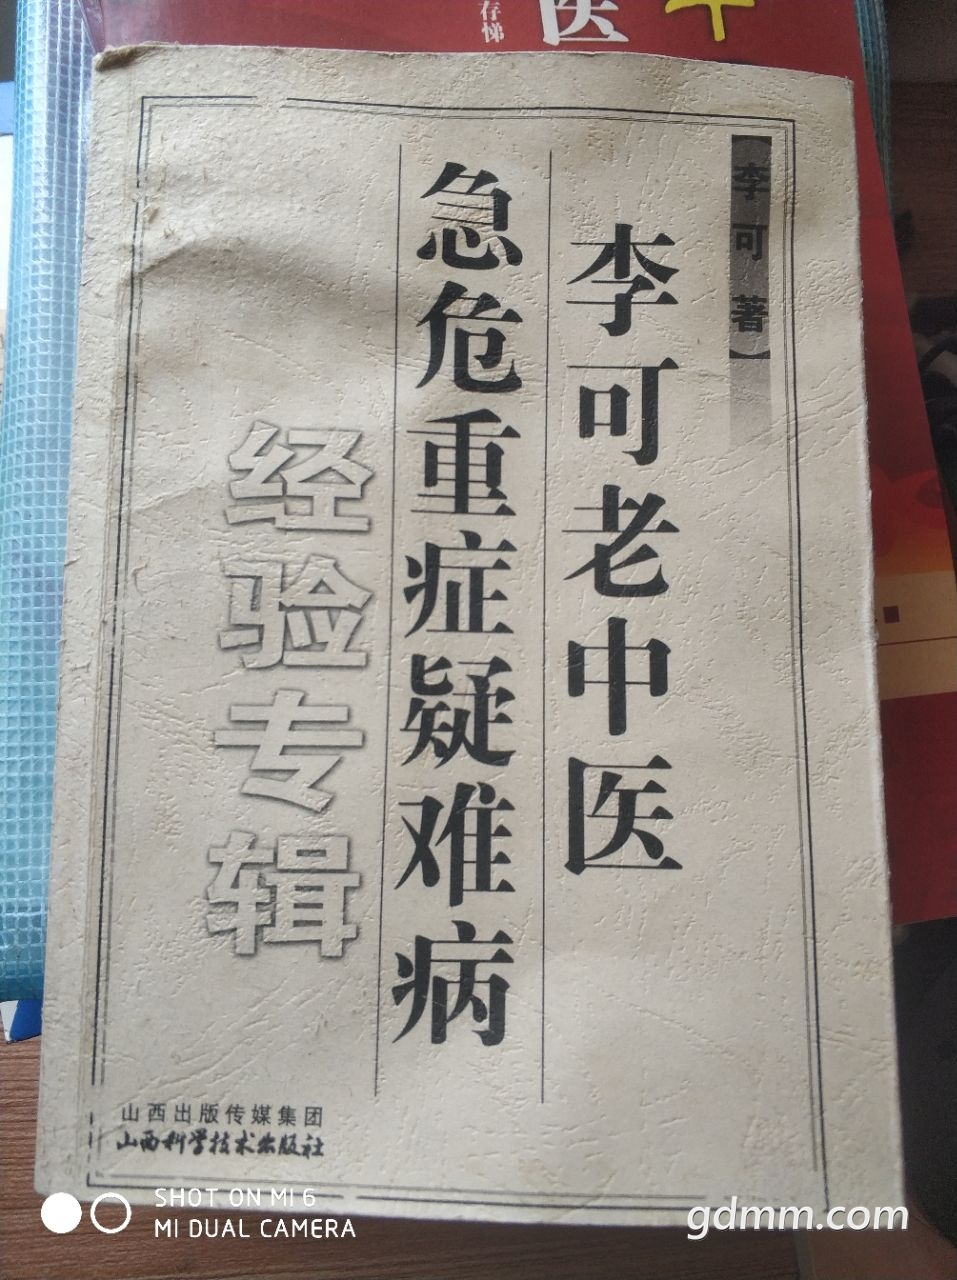 存悌
医
【李可著】
李可老中医
急危重症疑难病
经验专辑
山西出版传媒集团
山西科学技术出版社
SHOT ON MI 6
MI DUAL CAMERA
gdmm.com